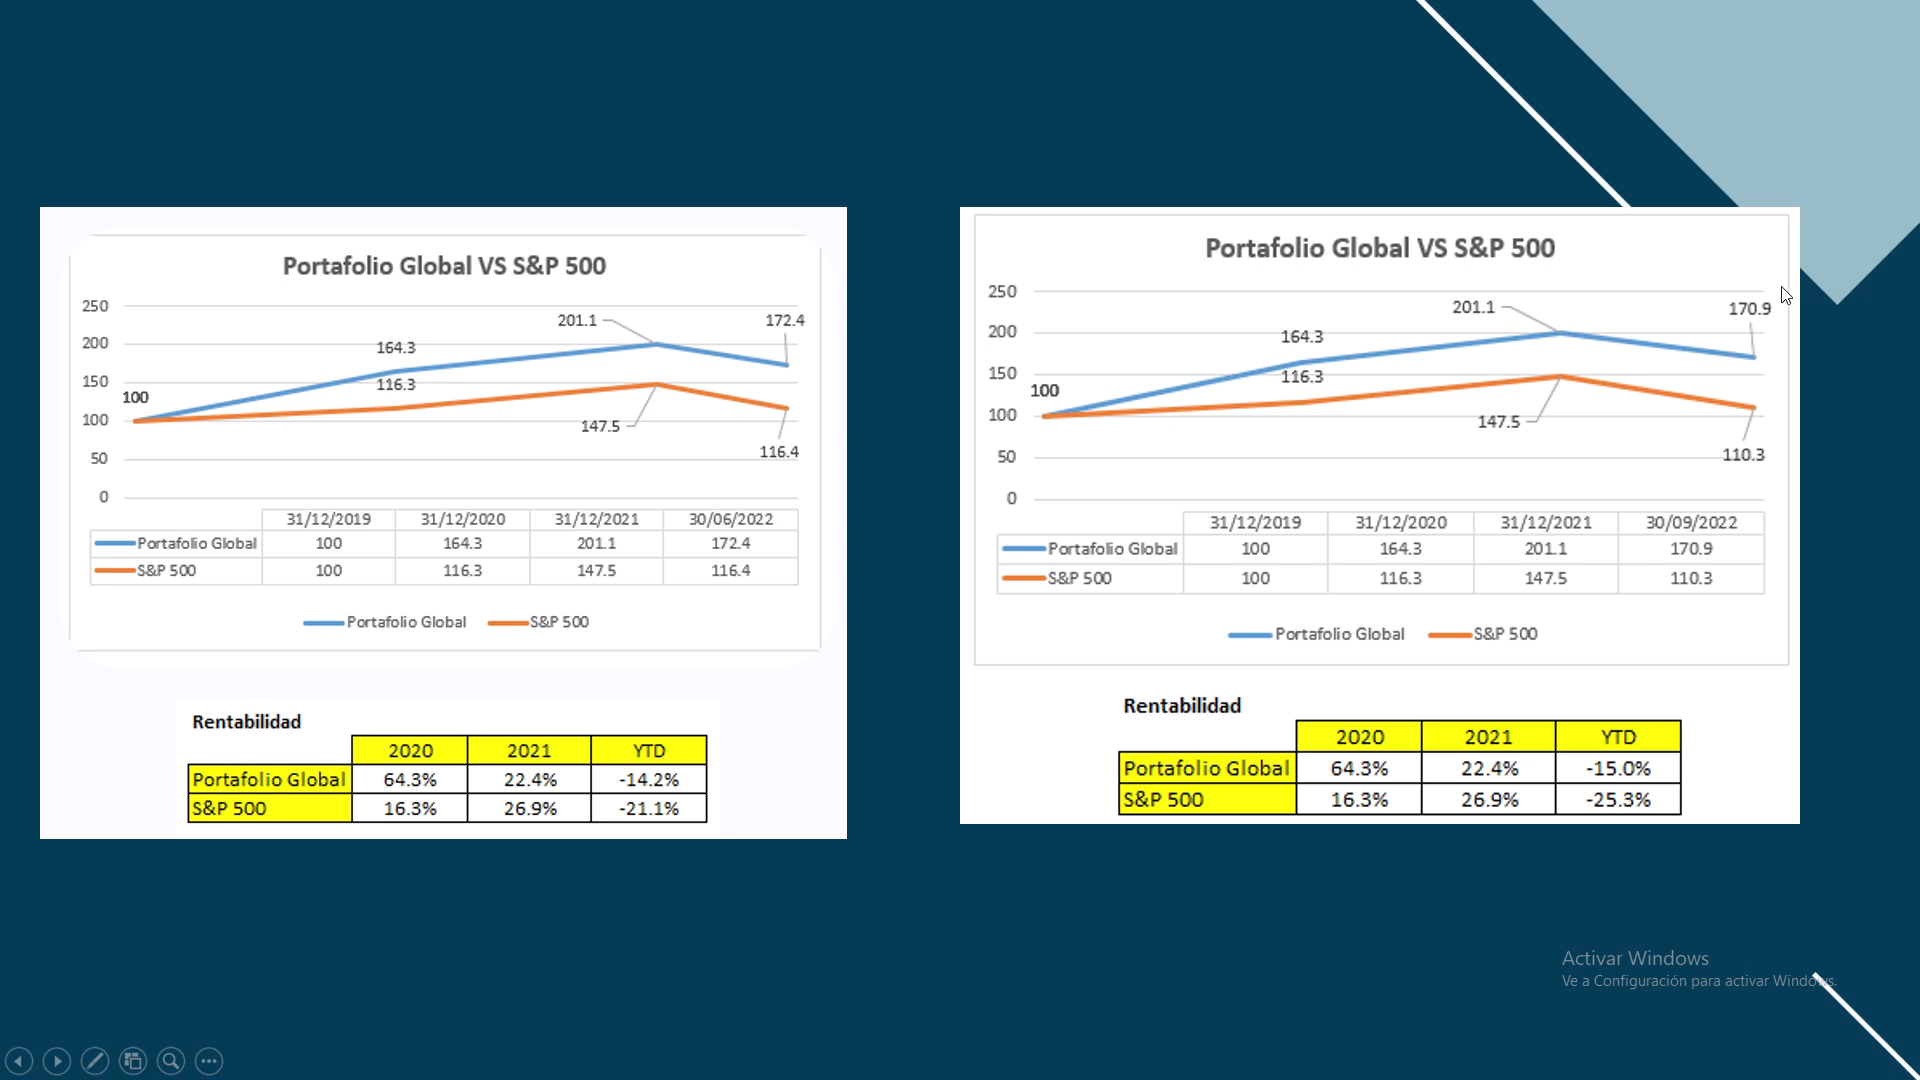 Portafolio Global VS S&P 500
250
200
150
100
50
0
100
164.3
116.3
201.1
147.5
172.4
116.4
31/12/2019 31/12/2020 31/12/2021 30/06/2022
Portafolio Global 100 164.3 201.1 172.4
S&P 500 100 116.3 147.5 116.4
Portafolio Global S&P 500
Rentabilidad
2020 2021 YTD
Portafolio Global 64.3% 22.4% -14.2%
S&P 500 16.3% 26.9% -21.1%
Portafolio Global VS S&P 500
250
200
150
100
50
0
100
164.3
116.3
201.1
147.5
170.9
110.3
31/12/2019 31/12/2020 31/12/2021 30/09/2022
Portafolio Global 100 164.3 201.1 170.9
S&P 500 100 116.3 147.5 110.3
Portafolio Global S&P 500
Rentabilidad
2020 2021 YTD
Portafolio Global 64.3% 22.4% -15.0%
S&P 500 16.3% 26.9% -25.3%
Activar Windows
Ve a Configuración para activar Windows.